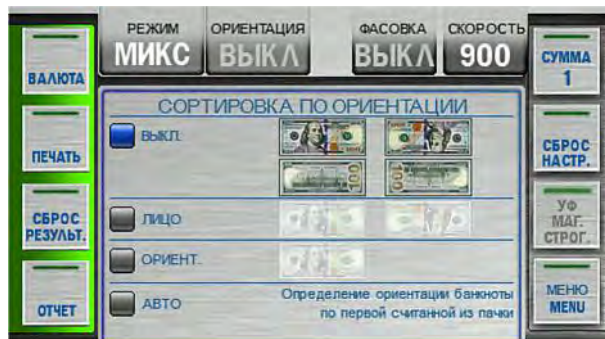 РЕЖИМ
МИКС
ОРИЕНТАЦИЯ
ВЫКЛ
ФАСОВКА
ВЫКЛ
СКОРОСТЬ
900
ВАЛЮТА
ПЕЧАТЬ
СБРОС
РЕЗУЛЬТ.
ОТЧЕТ
СОРТИРОВКА ПО ОРИЕНТАЦИИ
ВЫКЛ.
ЛИЦО
ОРИЕНТ.
АВТО
Определение ориентации банкноты
по первой считанной из пачки
СУММА
1
СБРОС
НАСТР.
УФ
МАГ.
СТРОГ.
МЕНЮ
MENU